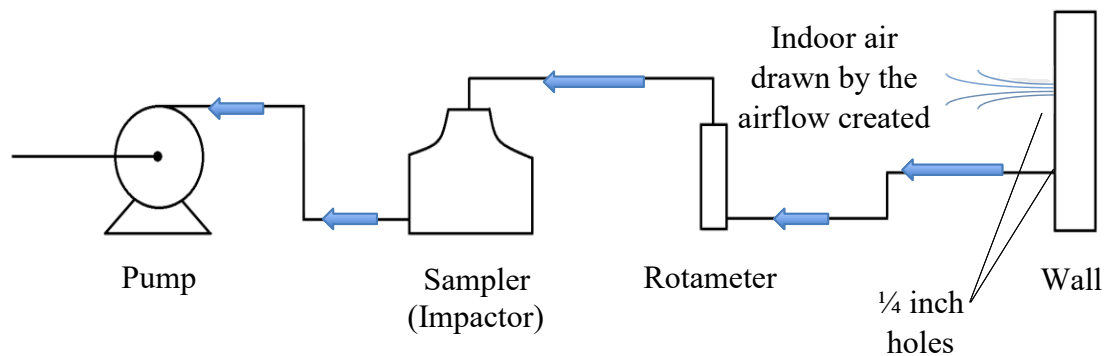 Indoor air
drawn by the
airflow created
Pump
Sampler
(Impactor)
Rotameter
¼ inch
holes
Wall